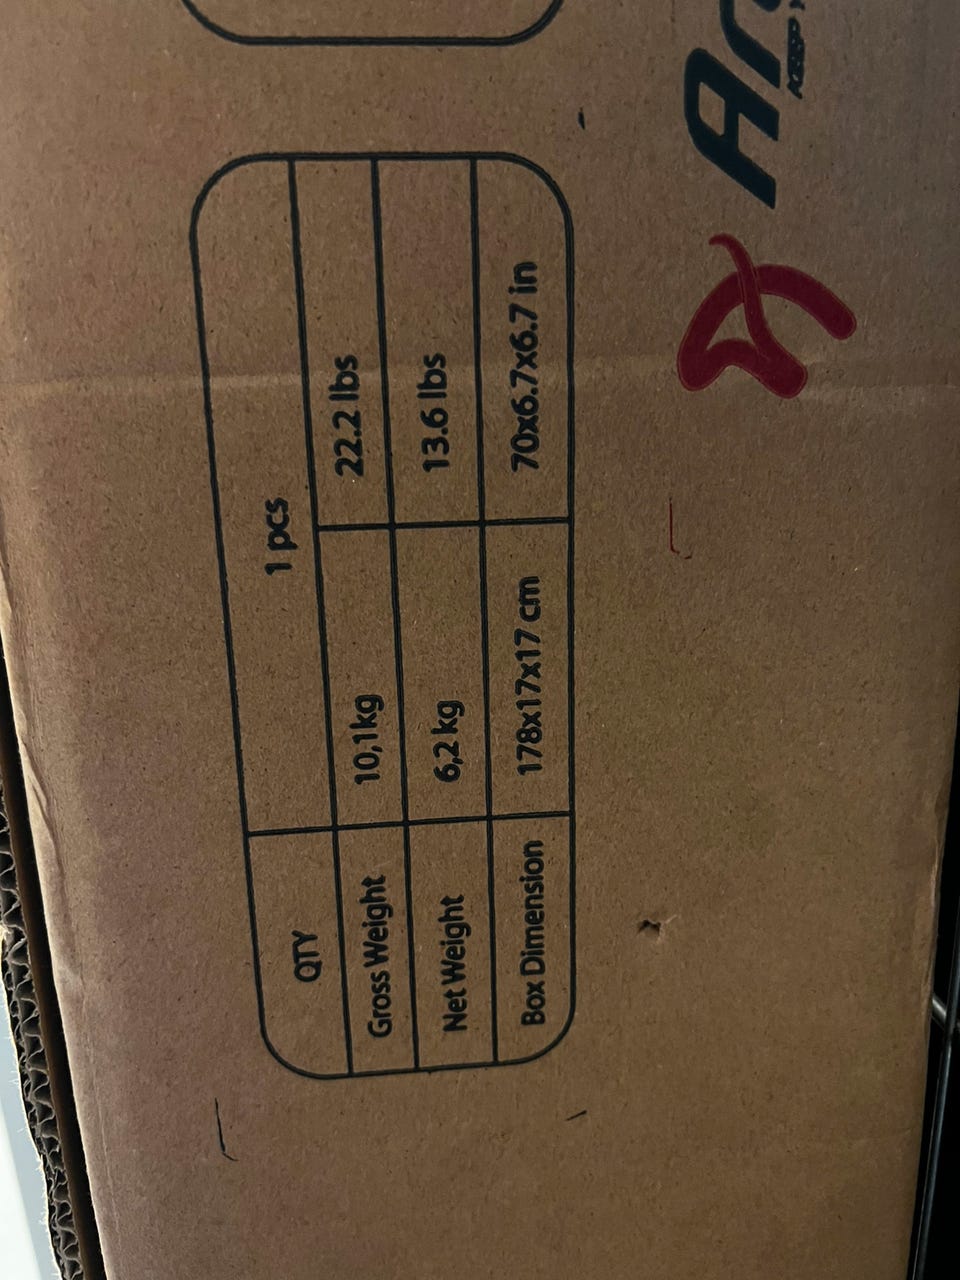 QTY 1 pcs
Gross Weight 10,1kg 22.2 lbs
Net Weight 6,2 kg 13.6 lbs
Box Dimension 178x17x17 cm 70x6.7x6.7 in
KEEP